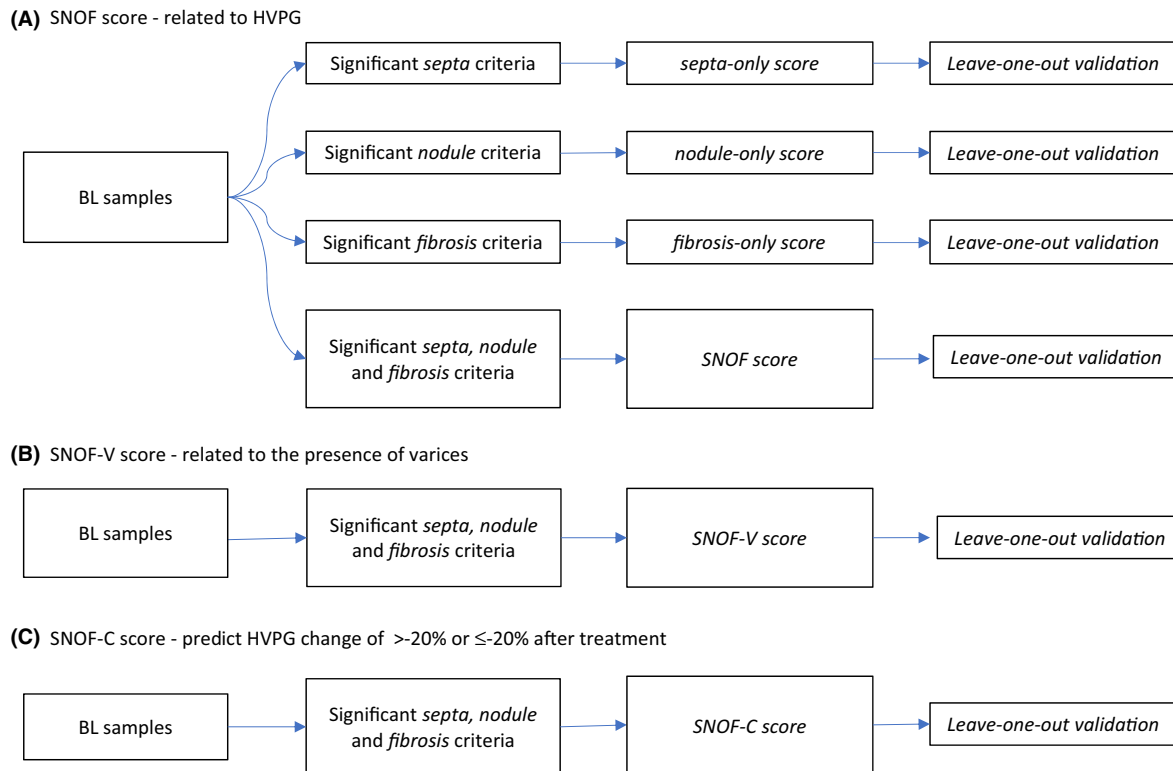 (A) SNOF score - related to HVPG
Significant septa criteria
septa-only score
Leave-one-out validation
BL samples
Significant nodule criteria
nodule-only score
Leave-one-out validation
Significant fibrosis criteria
fibrosis-only score
Leave-one-out validation
Significant septa, nodule
and fibrosis criteria
SNOF score
Leave-one-out validation
(B) SNOF-V score - related to the presence of varices
BL samples
Significant septa, nodule
and fibrosis criteria
SNOF-V score
Leave-one-out validation
(C) SNOF-C score - predict HVPG change of >-20% or ≤-20% after treatment
BL samples
Significant septa, nodule
and fibrosis criteria
SNOF-C score
Leave-one-out validation